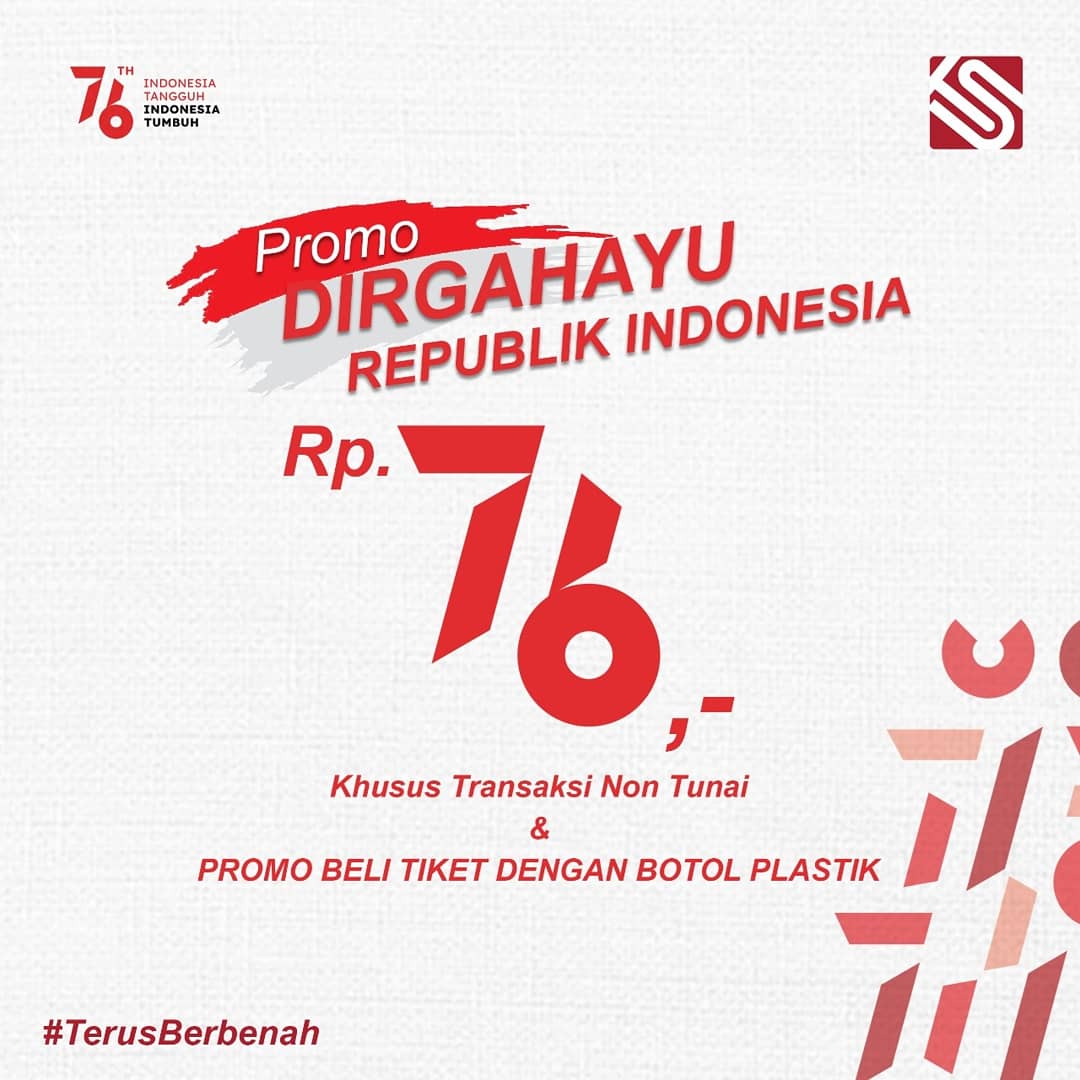 76TH
INDONESIA
TANGGUH
INDONESIA
TUMBUH
Promo
DIRGAHAYU
REPUBLIK INDONESIA
Rp. 76,-
Khusus Transaksi Non Tunai
&
PROMO BELI TIKET DENGAN BOTOL PLASTIK
#TerusBerbenah